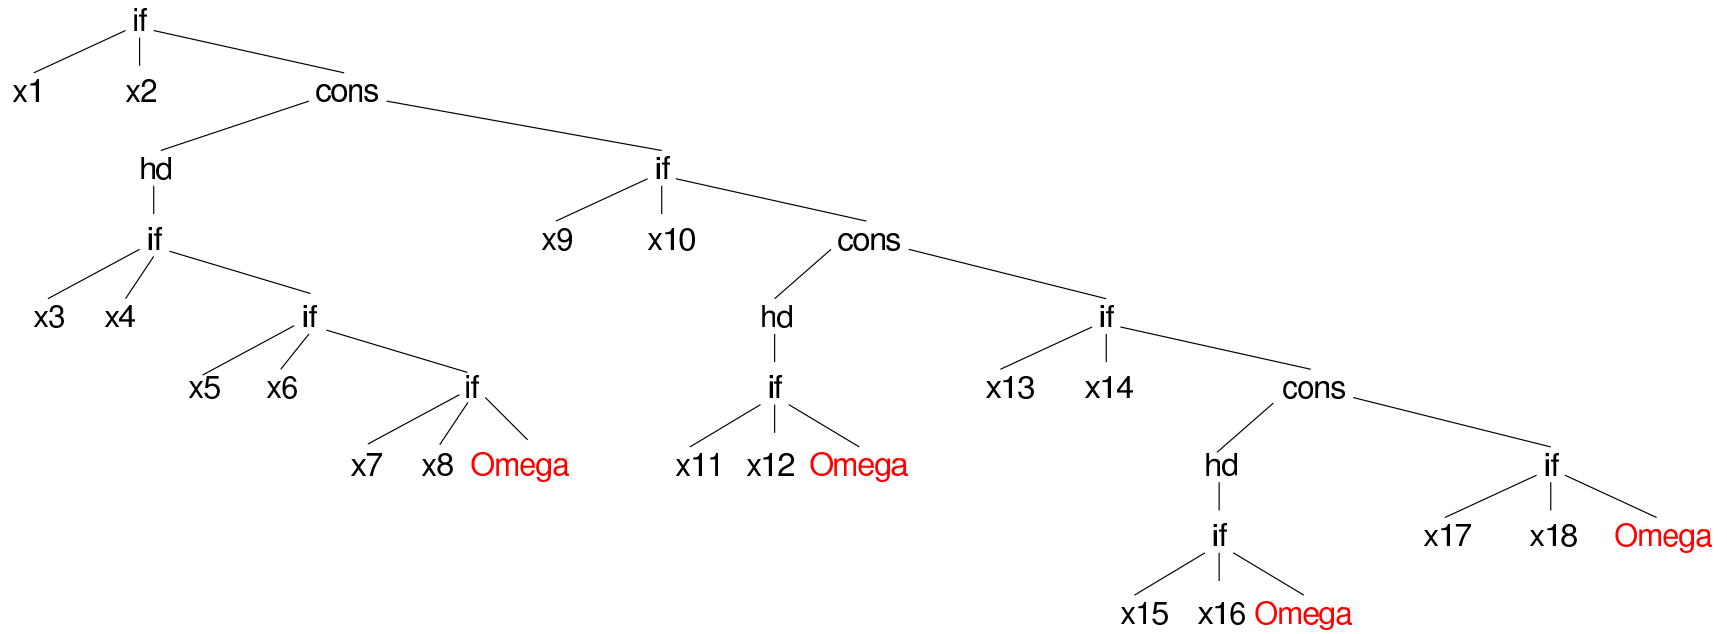 if
x1 x2 cons
hd if
if x9 x10 cons
x3 x4 if hd if
x5 x6 if if x13 x14 cons
x7 x8 Omega x11 x12 Omega hd if
if x17 x18 Omega
x15 x16 Omega